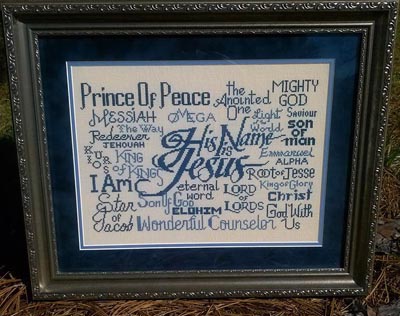 Prince Of Peace
The Anointed One
MIGHTY GOD
MESSIAH
OMEGA
Light of the World
Saviour
The Way
Redeemer
JEHOVAH
His Name is Jesus
son of man
Emmanuel
ALPHA
KING of KINGS
Root of Jesse
I Am
eternal word
LORD of LORDS
King of Glory
Christ
Son Of God
ELOHIM
Star of Jacob
God With Us
Wonderful Counselor